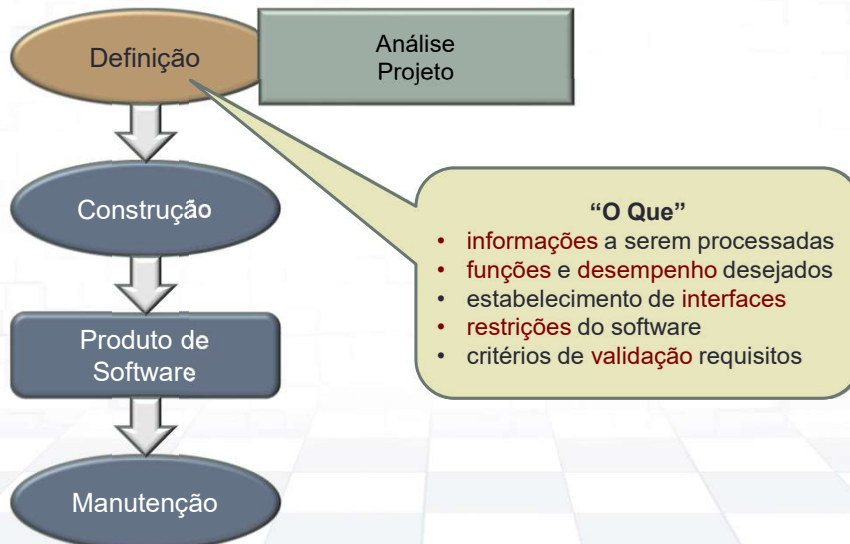 Definição
Análise
Projeto
Construção
“O Que”
• informações a serem processadas
• funções e desempenho desejados
• estabelecimento de interfaces
• restrições do software
• critérios de validação requisitos
Produto de
Software
Manutenção